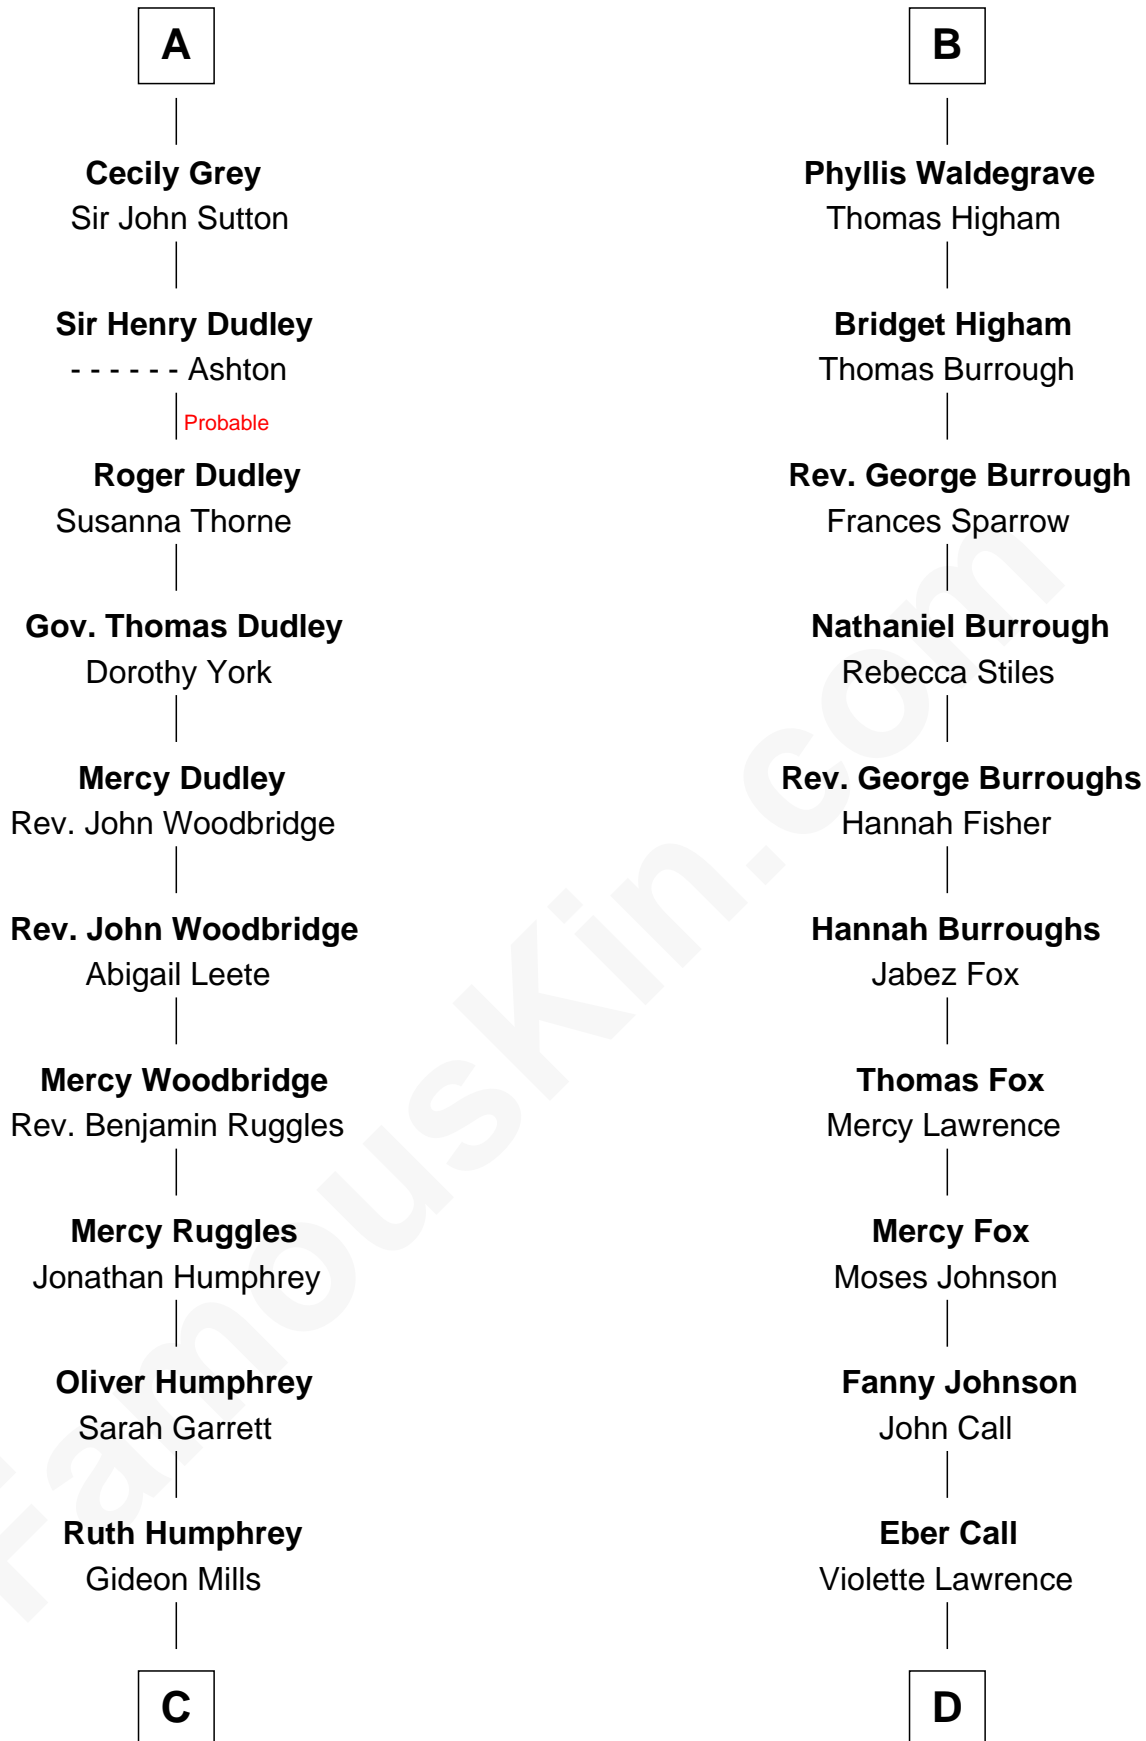 A
Cecily Grey
Sir John Sutton
Sir Henry Dudley
- - - - - - Ashton
Probable
Roger Dudley
Susanna Thorne
Gov. Thomas Dudley
Dorothy York
Mercy Dudley
Rev. John Woodbridge
Rev. John Woodbridge
Abigail Leete
Mercy Woodbridge
Rev. Benjamin Ruggles
Mercy Ruggles
Jonathan Humphrey
Oliver Humphrey
Sarah Garrett
Ruth Humphrey
Gideon Mills
C
B
Phyllis Waldegrave
Thomas Higham
Bridget Higham
Thomas Burrough
Rev. George Burrough
Frances Sparrow
Nathaniel Burrough
Rebecca Stiles
Rev. George Burroughs
Hannah Fisher
Hannah Burroughs
Jabez Fox
Thomas Fox
Mercy Lawrence
Mercy Fox
Moses Johnson
Fanny Johnson
John Call
Eber Call
Violette Lawrence
D
FamousKin.com